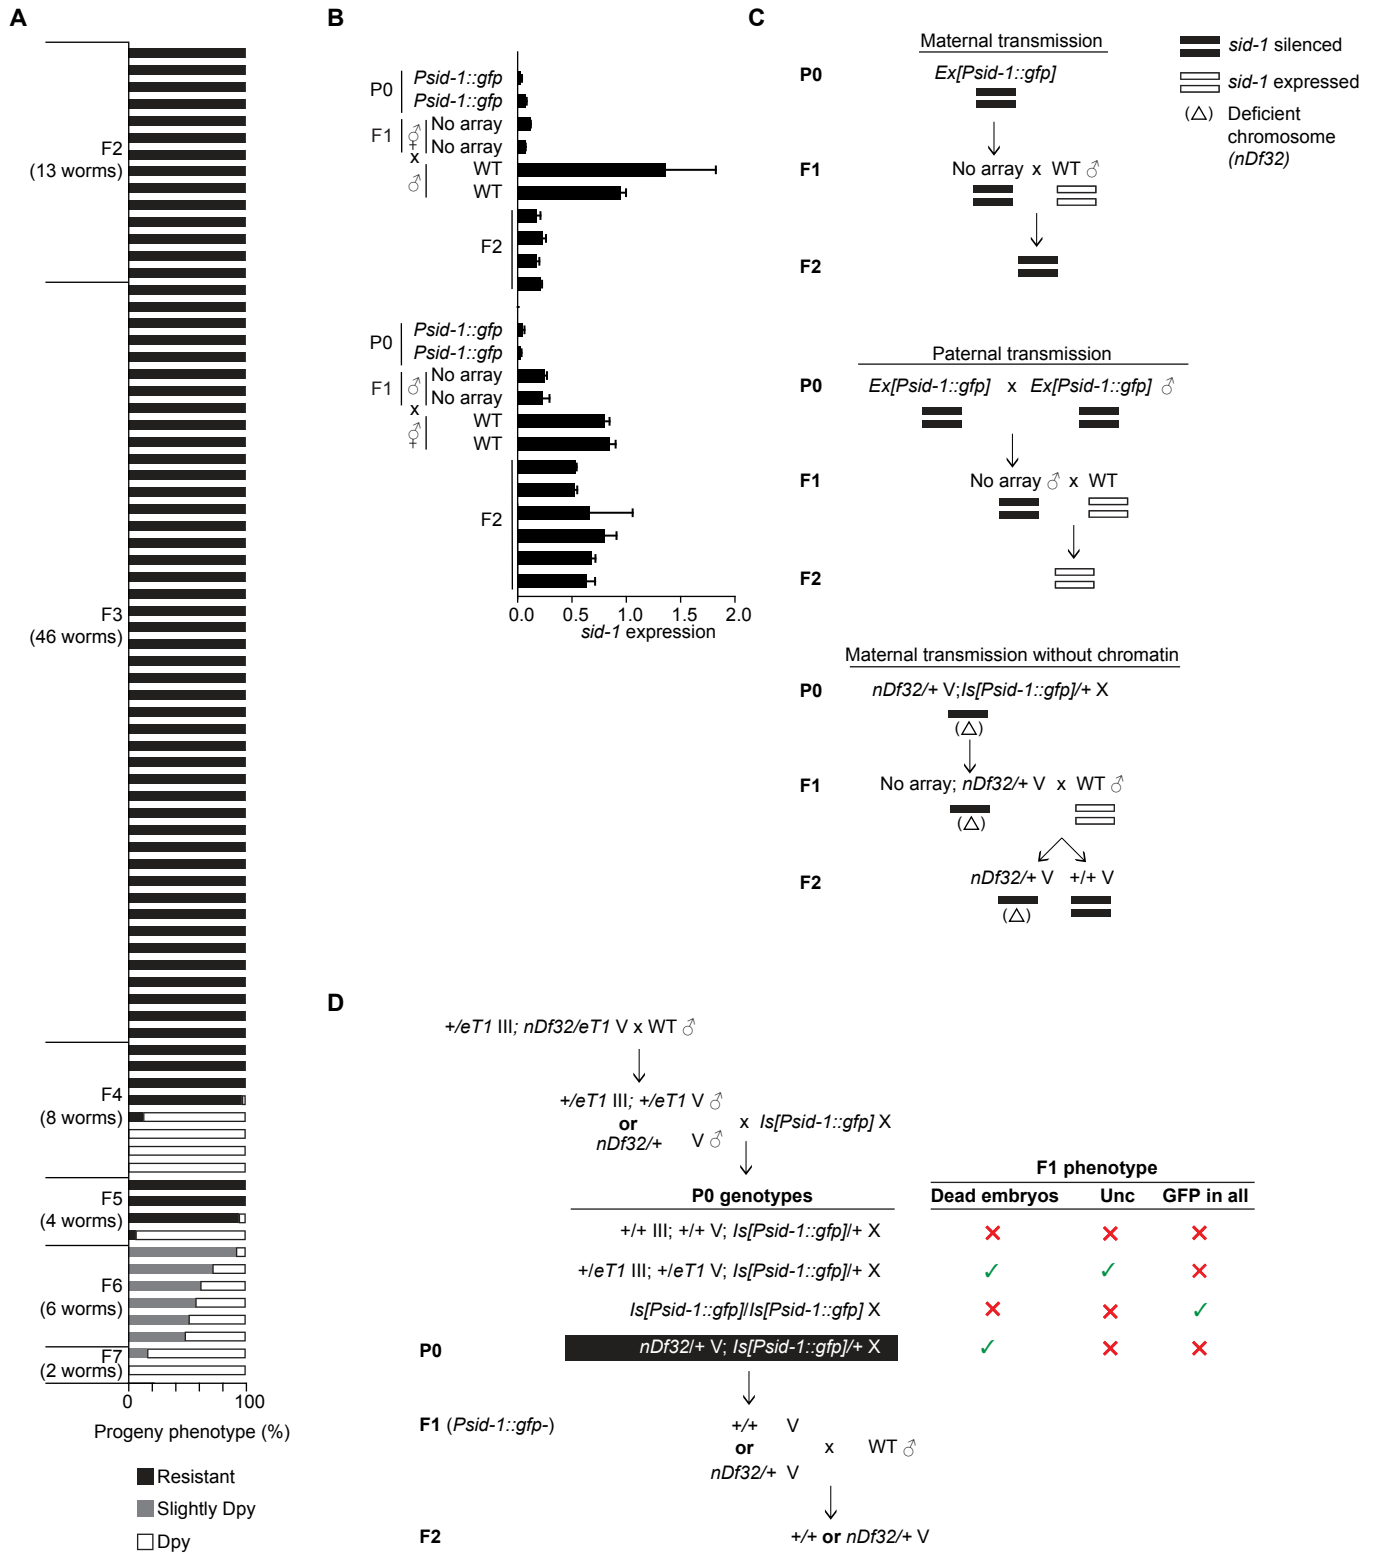 A
F2
(13 worms)
F3
(46 worms)
F4
(8 worms)
F5
(4 worms)
F6
(6 worms)
F7
(2 worms)
0 100
Progeny phenotype (%)
Resistant
Slightly Dpy
Dpy
B
P0
Psid-1::gfp
Psid-1::gfp
F1 ⚥ No array
No array
x
♂ WT
WT
F2
P0
Psid-1::gfp
Psid-1::gfp
F1 ♂ No array
No array
x
⚥ WT
WT
F2
0.0 0.5 1.0 1.5 2.0
sid-1 expression
C
Maternal transmission
P0 Ex[Psid-1::gfp]
F1 No array x WT ♂
F2
sid-1 silenced
sid-1 expressed
(△) Deficient
chromosome
(nDf32)
Paternal transmission
P0 Ex[Psid-1::gfp] x Ex[Psid-1::gfp] ♂
F1 No array ♂ x WT
F2
Maternal transmission without chromatin
P0 nDf32/+ V;Is[Psid-1::gfp]/+ X
(△)
F1 No array; nDf32/+ V x WT ♂
(△)
F2 nDf32/+ V +/+ V
(△)
D
+/eT1 III; nDf32/eT1 V x WT ♂
+/eT1 III; +/eT1 V ♂
or
nDf32/+ V ♂
x Is[Psid-1::gfp] X
F1 phenotype
P0 genotypes Dead embryos Unc GFP in all
+/+ III; +/+ V; Is[Psid-1::gfp]/+ X ✕ ✕ ✕
+/eT1 III; +/eT1 V; Is[Psid-1::gfp]/+ X ✓ ✓ ✕
Is[Psid-1::gfp]/Is[Psid-1::gfp] X ✕ ✕ ✓
P0 nDf32/+ V; Is[Psid-1::gfp]/+ X ✓ ✕ ✕
F1 (Psid-1::gfp-) +/+ V
or x WT ♂
nDf32/+ V
F2 +/+ or nDf32/+ V